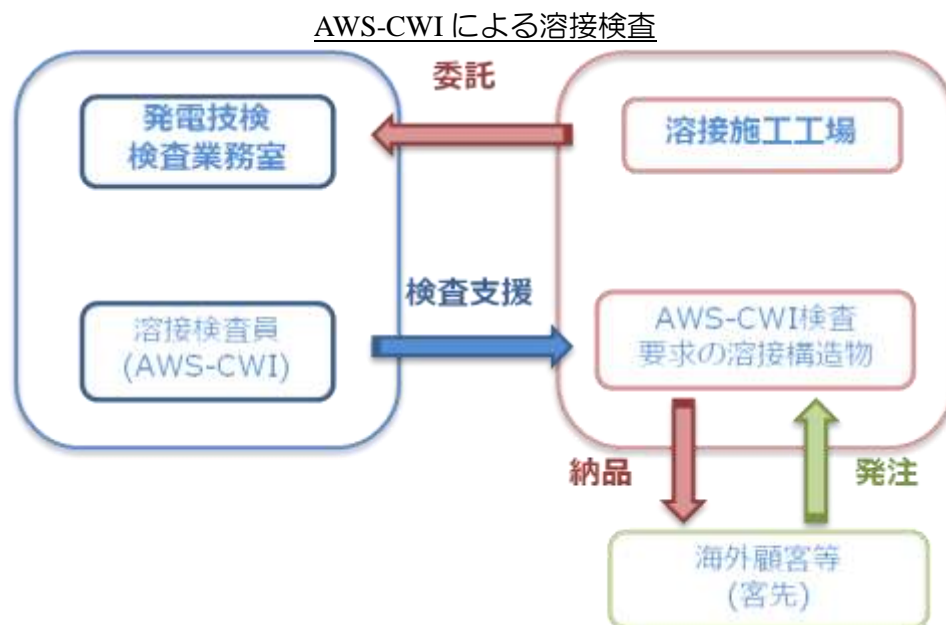 AWS-CWIによる溶接検査
委託
発電技検
検査業務室
溶接施工工場
検査支援
溶接検査員
(AWS-CWI)
AWS-CWI検査
要求の溶接構造物
納品
発注
海外顧客等
(客先)